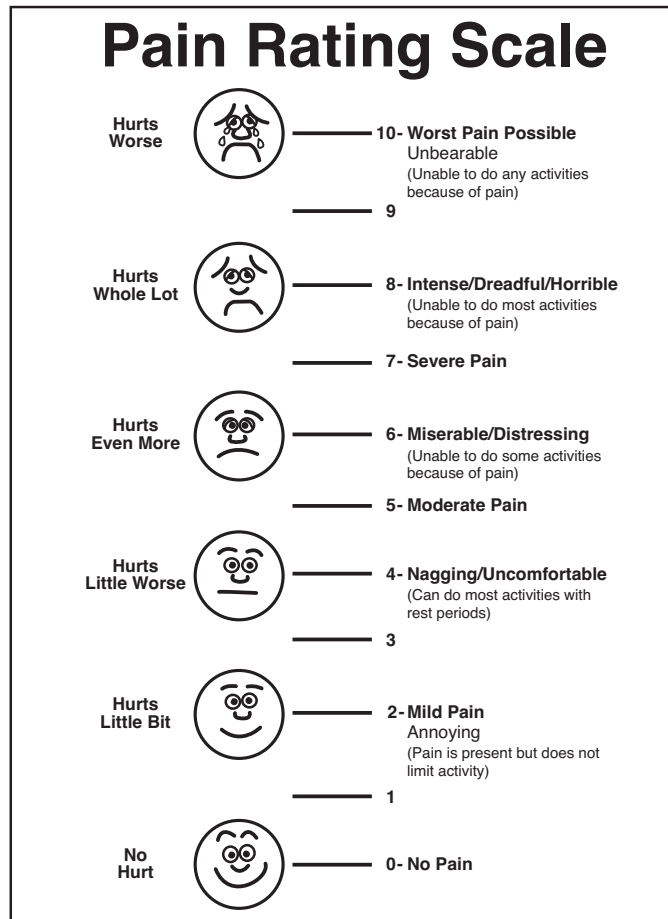 Pain Rating Scale
Hurts
Worse
10- Worst Pain Possible
Unbearable
(Unable to do any activities
because of pain)
9
Hurts
Whole Lot
8- Intense/Dreadful/Horrible
(Unable to do most activities
because of pain)
7- Severe Pain
Hurts
Even More
6- Miserable/Distressing
(Unable to do some activities
because of pain)
5- Moderate Pain
Hurts
Little Worse
4- Nagging/Uncomfortable
(Can do most activities with
rest periods)
3
Hurts
Little Bit
2- Mild Pain
Annoying
(Pain is present but does not
limit activity)
1
No
Hurt
0- No Pain